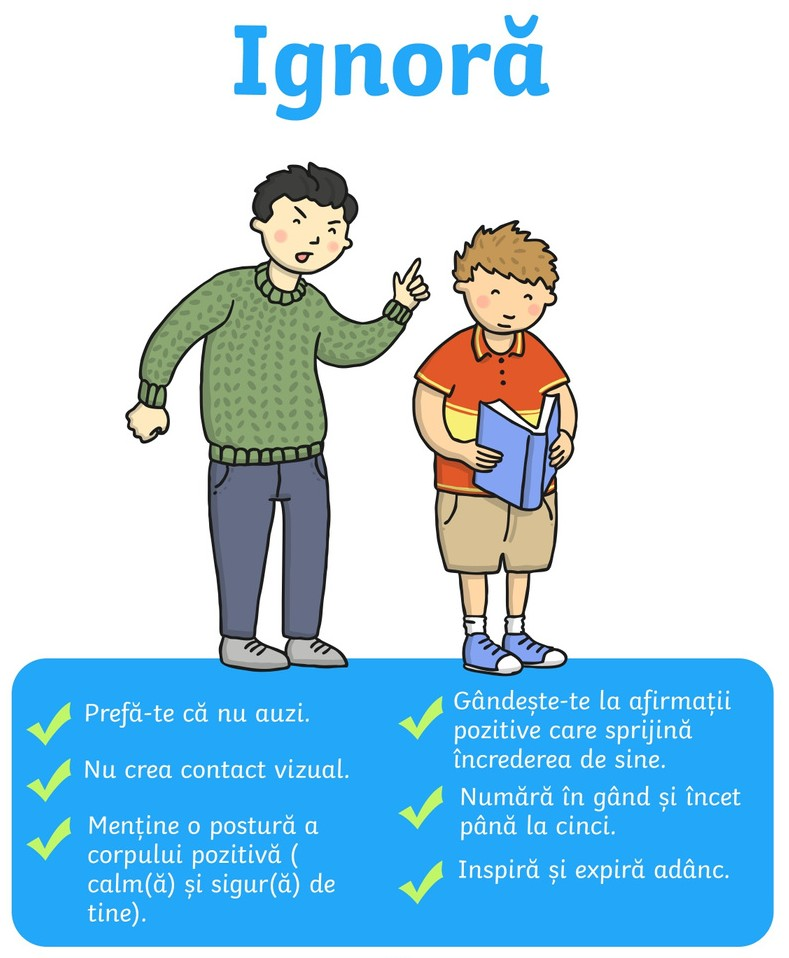 Ignoră
Prefă-te că nu auzi.
Nu crea contact vizual.
Menține o postură a
corpului pozitivă (
calm(ă) și sigur(ă) de
tine).
Gândește-te la afirmații
pozitive care sprijină
încrederea de sine.
Numără în gând și încet
până la cinci.
Inspiră și expiră adânc.